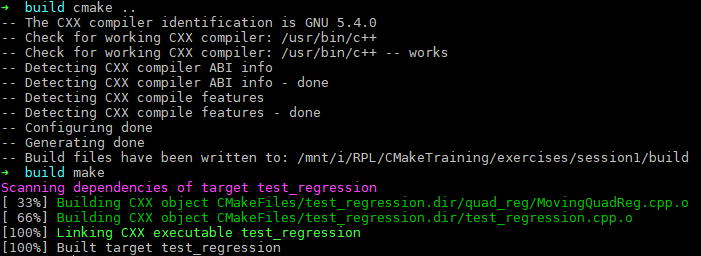 ➜  build cmake ..
-- The CXX compiler identification is GNU 5.4.0
-- Check for working CXX compiler: /usr/bin/c++
-- Check for working CXX compiler: /usr/bin/c++ -- works
-- Detecting CXX compiler ABI info
-- Detecting CXX compiler ABI info - done
-- Detecting CXX compile features
-- Detecting CXX compile features - done
-- Configuring done
-- Generating done
-- Build files have been written to: /mnt/i/RPL/CMakeTraining/exercises/session1/build
➜  build make
Scanning dependencies of target test_regression
[ 33%] Building CXX object CMakeFiles/test_regression.dir/quad_reg/MovingQuadReg.cpp.o
[ 66%] Building CXX object CMakeFiles/test_regression.dir/test_regression.cpp.o
[100%] Linking CXX executable test_regression
[100%] Built target test_regression